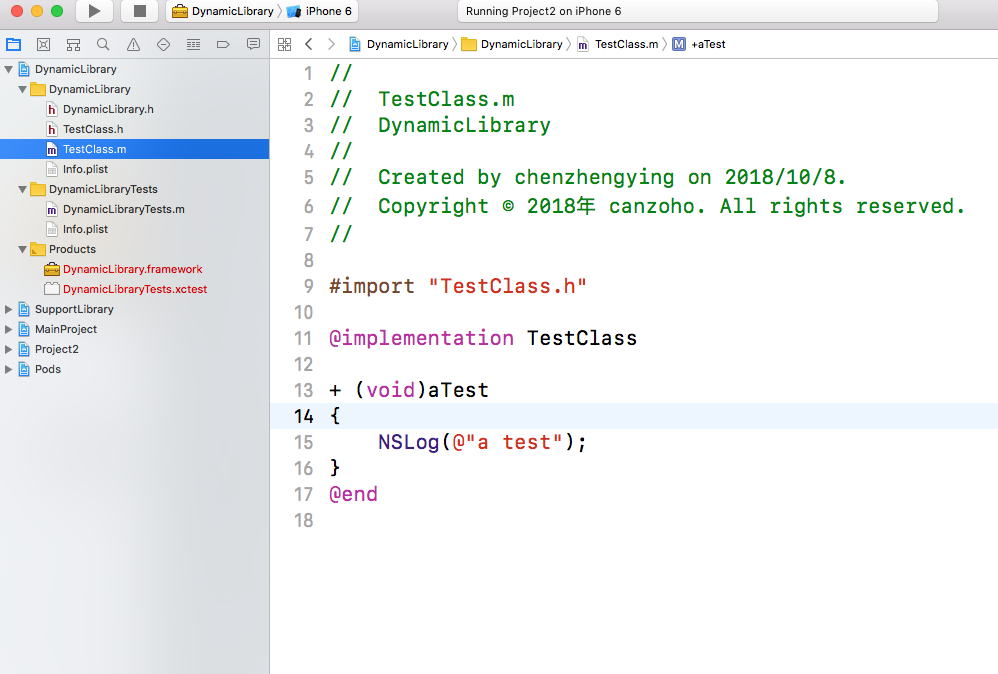 DynamicLibrary iPhone 6 Running Project2 on iPhone 6
DynamicLibrary DynamicLibrary TestClass.m M +aTest
DynamicLibrary
DynamicLibrary
h DynamicLibrary.h
h TestClass.h
m TestClass.m
Info.plist
DynamicLibraryTests
m DynamicLibraryTests.m
Info.plist
Products
DynamicLibrary.framework
DynamicLibraryTests.xctest
SupportLibrary
MainProject
Project2
Pods
1 //
2 //  TestClass.m
3 //  DynamicLibrary
4 //
5 //  Created by chenzhengying on 2018/10/8.
6 //  Copyright © 2018年 canzoho. All rights reserved.
7 //
8
9 #import "TestClass.h"
10
11 @implementation TestClass
12
13 + (void)aTest
14 {
15     NSLog(@"a test");
16 }
17 @end
18